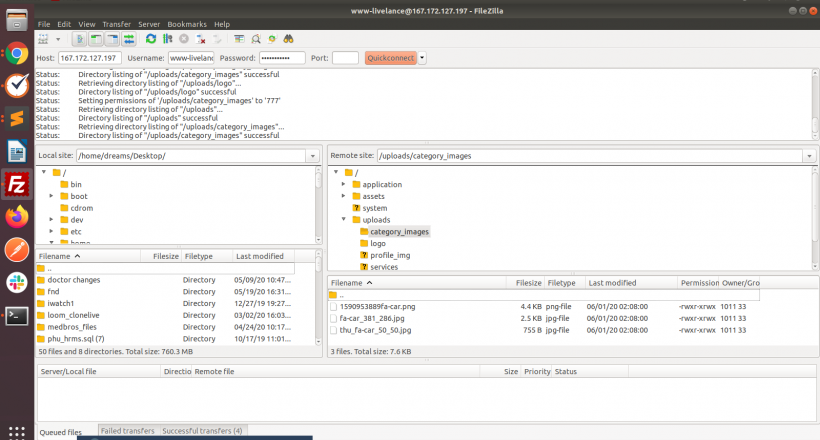 www-livelance@167.172.127.197 - FileZilla
File Edit View Transfer Server Bookmarks Help
Host: 167.172.127.197 Username: www-livelanc Password: ••••••••••• Port: Quickconnect
Status: Directory listing of "/uploads/category_images" successful
Status: Retrieving directory listing of "/uploads/logo"...
Status: Directory listing of "/uploads/logo" successful
Status: Setting permissions of '/uploads/category_images' to '777'
Status: Retrieving directory listing of "/uploads"...
Status: Directory listing of "/uploads" successful
Status: Retrieving directory listing of "/uploads/category_images"...
Status: Directory listing of "/uploads/category_images" successful
Local site: /home/dreams/Desktop/
/
bin
boot
cdrom
dev
etc
home
Filename Filesize Filetype Last modified
..
doctor changes Directory 05/09/20 10:47...
fnd Directory 05/19/20 16:31...
iwatch1 Directory 12/27/19 19:27...
loom_clonelive Directory 03/02/20 16:03...
medbros_files Directory 04/24/20 10:17...
phu_hrms.sql (7) Directory 10/17/19 11:01...
50 files and 8 directories. Total size: 760.3 MB
Remote site: /uploads/category_images
/
application
assets
system
uploads
category_images
logo
profile_img
services
Filename Filesize Filetype Last modified Permission Owner/Gro
..
1590953889fa-car.png 4.4 KB png-file 06/01/20 02:08:00 -rwxr-xrwx 1011 33
fa-car_381_286.jpg 2.5 KB jpg-file 06/01/20 02:08:00 -rwxr-xrwx 1011 33
thu_fa-car_50_50.jpg 755 B jpg-file 06/01/20 02:08:00 -rwxr-xrwx 1011 33
3 files. Total size: 7.6 KB
Server/Local file Directio Remote file Size Priority Status
Queued files Failed transfers Successful transfers (4)